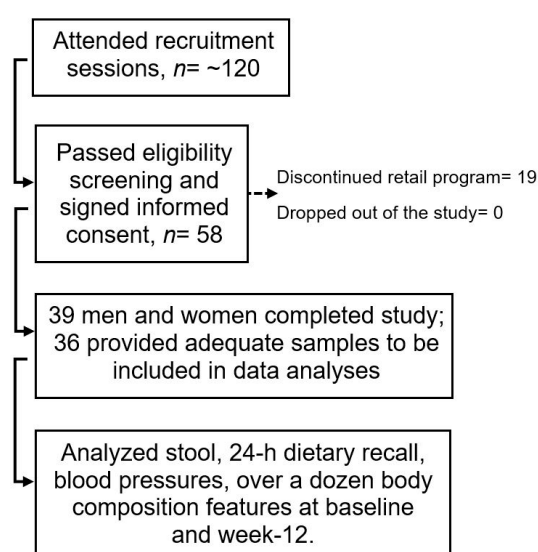 Attended recruitment
sessions, n= ~120
Passed eligibility
screening and
signed informed
consent, n= 58
Discontinued retail program= 19
Dropped out of the study= 0
39 men and women completed study;
36 provided adequate samples to be
included in data analyses
Analyzed stool, 24-h dietary recall,
blood pressures, over a dozen body
composition features at baseline
and week-12.